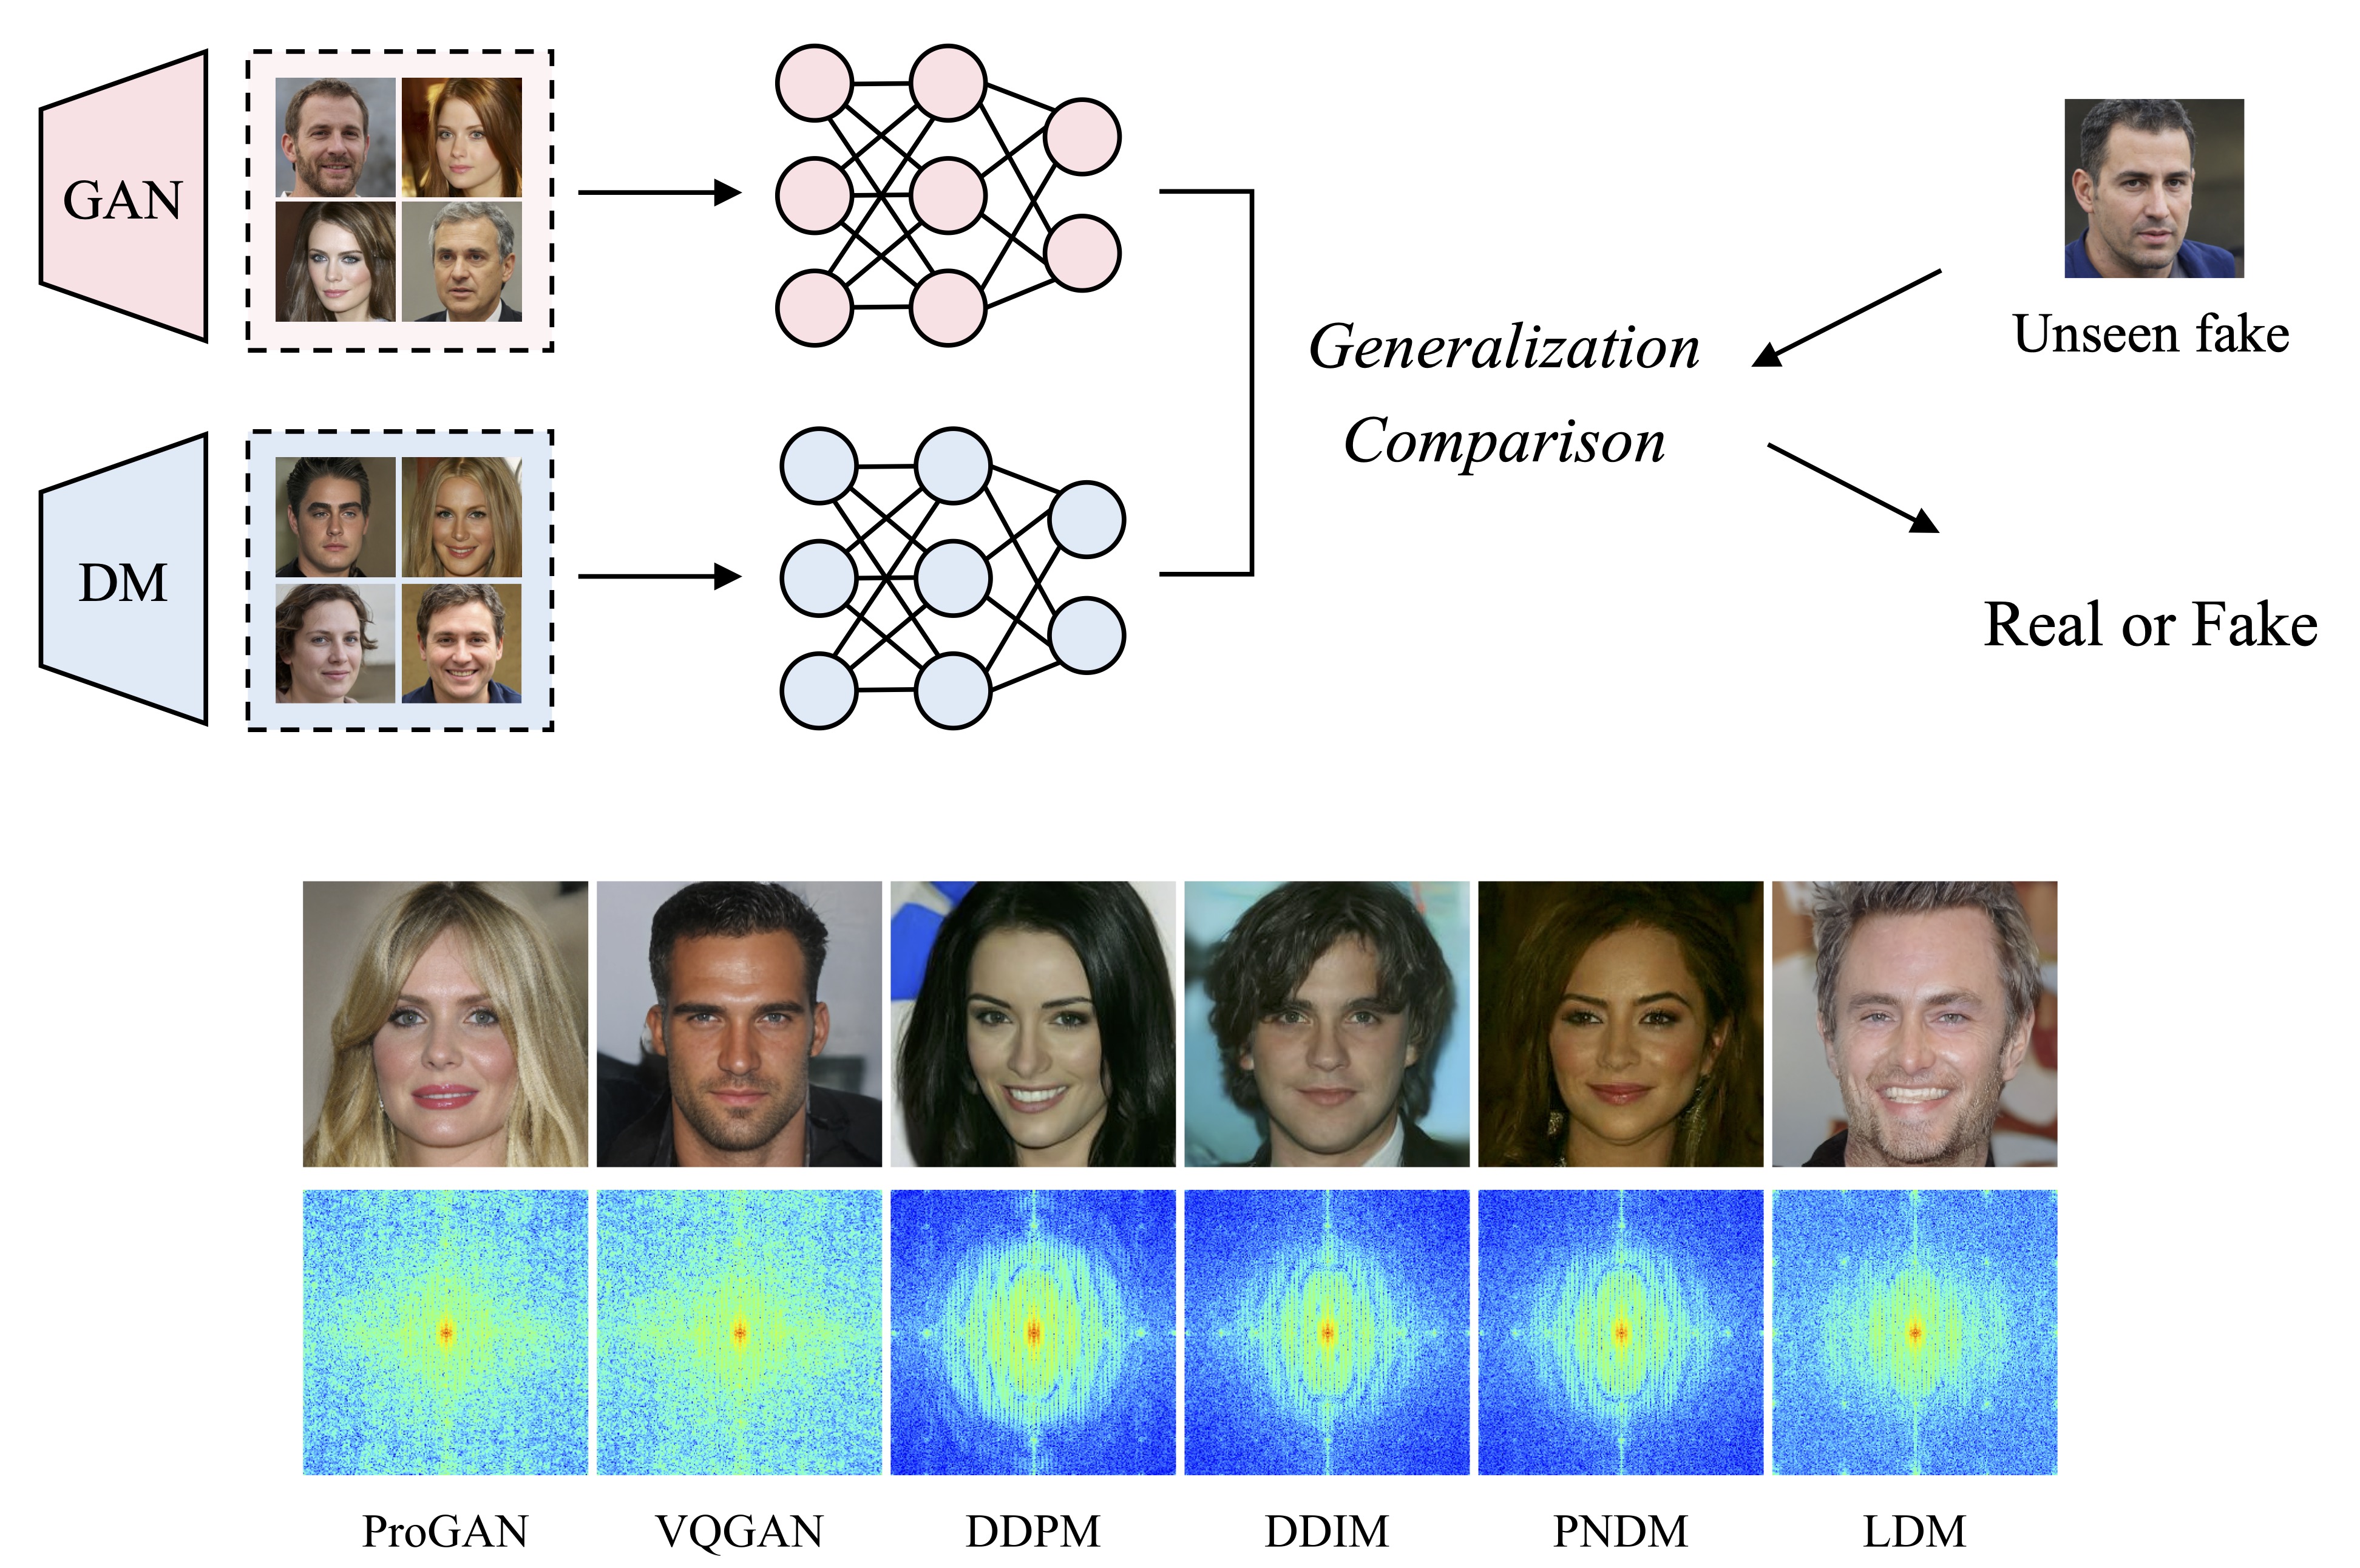 GAN
Unseen fake
Generalization
Comparison
DM
Real or Fake
ProGAN
VQGAN
DDPM
DDIM
PNDM
LDM